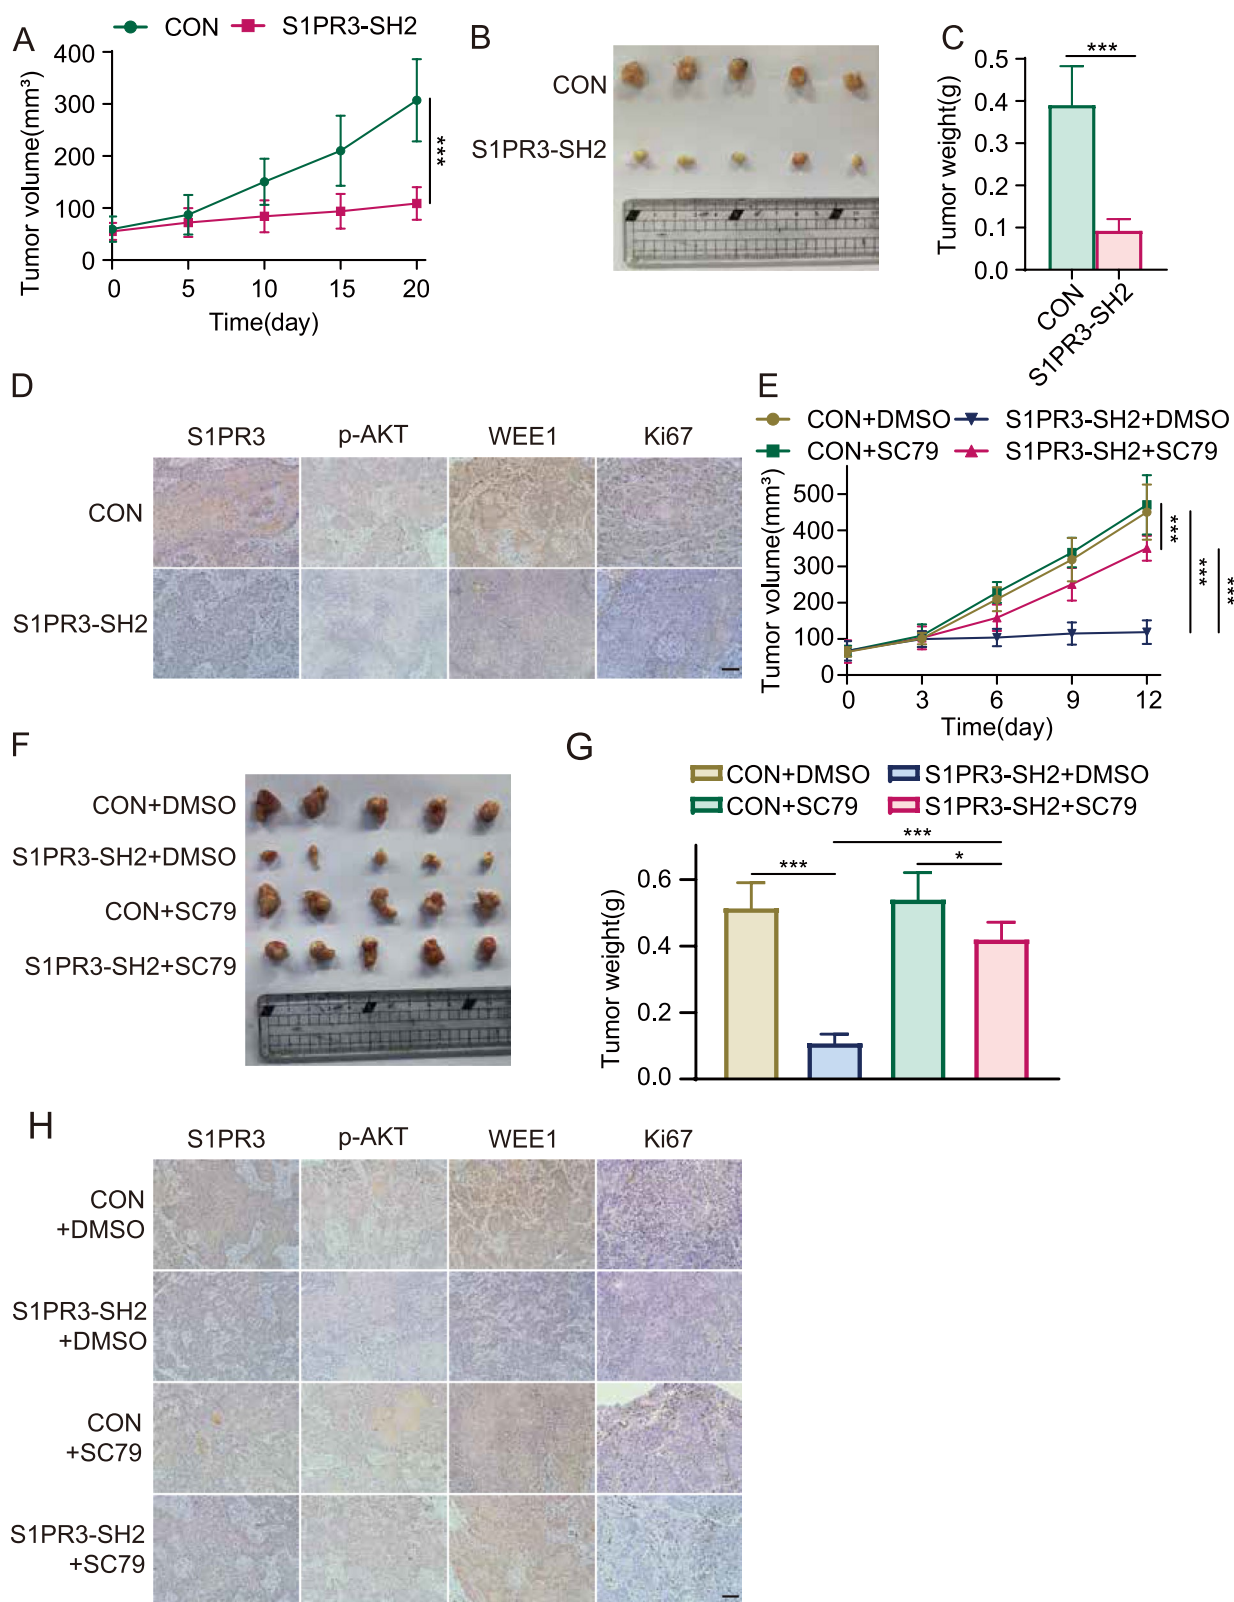 A
CON S1PR3-SH2
Tumor volume(mm³)
400
300
200
100
0
0 5 10 15 20
Time(day)
***
B
CON
S1PR3-SH2
C
***
Tumor weight(g)
0.5
0.4
0.3
0.2
0.1
0.0
CON
S1PR3-SH2
D
S1PR3 p-AKT WEE1 Ki67
CON
S1PR3-SH2
E
CON+DMSO S1PR3-SH2+DMSO
CON+SC79 S1PR3-SH2+SC79
Tumor volume(mm³)
500
400
300
200
100
0
0 3 6 9 12
Time(day)
***
***
***
F
CON+DMSO
S1PR3-SH2+DMSO
CON+SC79
S1PR3-SH2+SC79
G
CON+DMSO S1PR3-SH2+DMSO
CON+SC79 S1PR3-SH2+SC79
***
*** *
Tumor weight(g)
0.6
0.4
0.2
0.0
H
S1PR3 p-AKT WEE1 Ki67
CON
+DMSO
S1PR3-SH2
+DMSO
CON
+SC79
S1PR3-SH2
+SC79